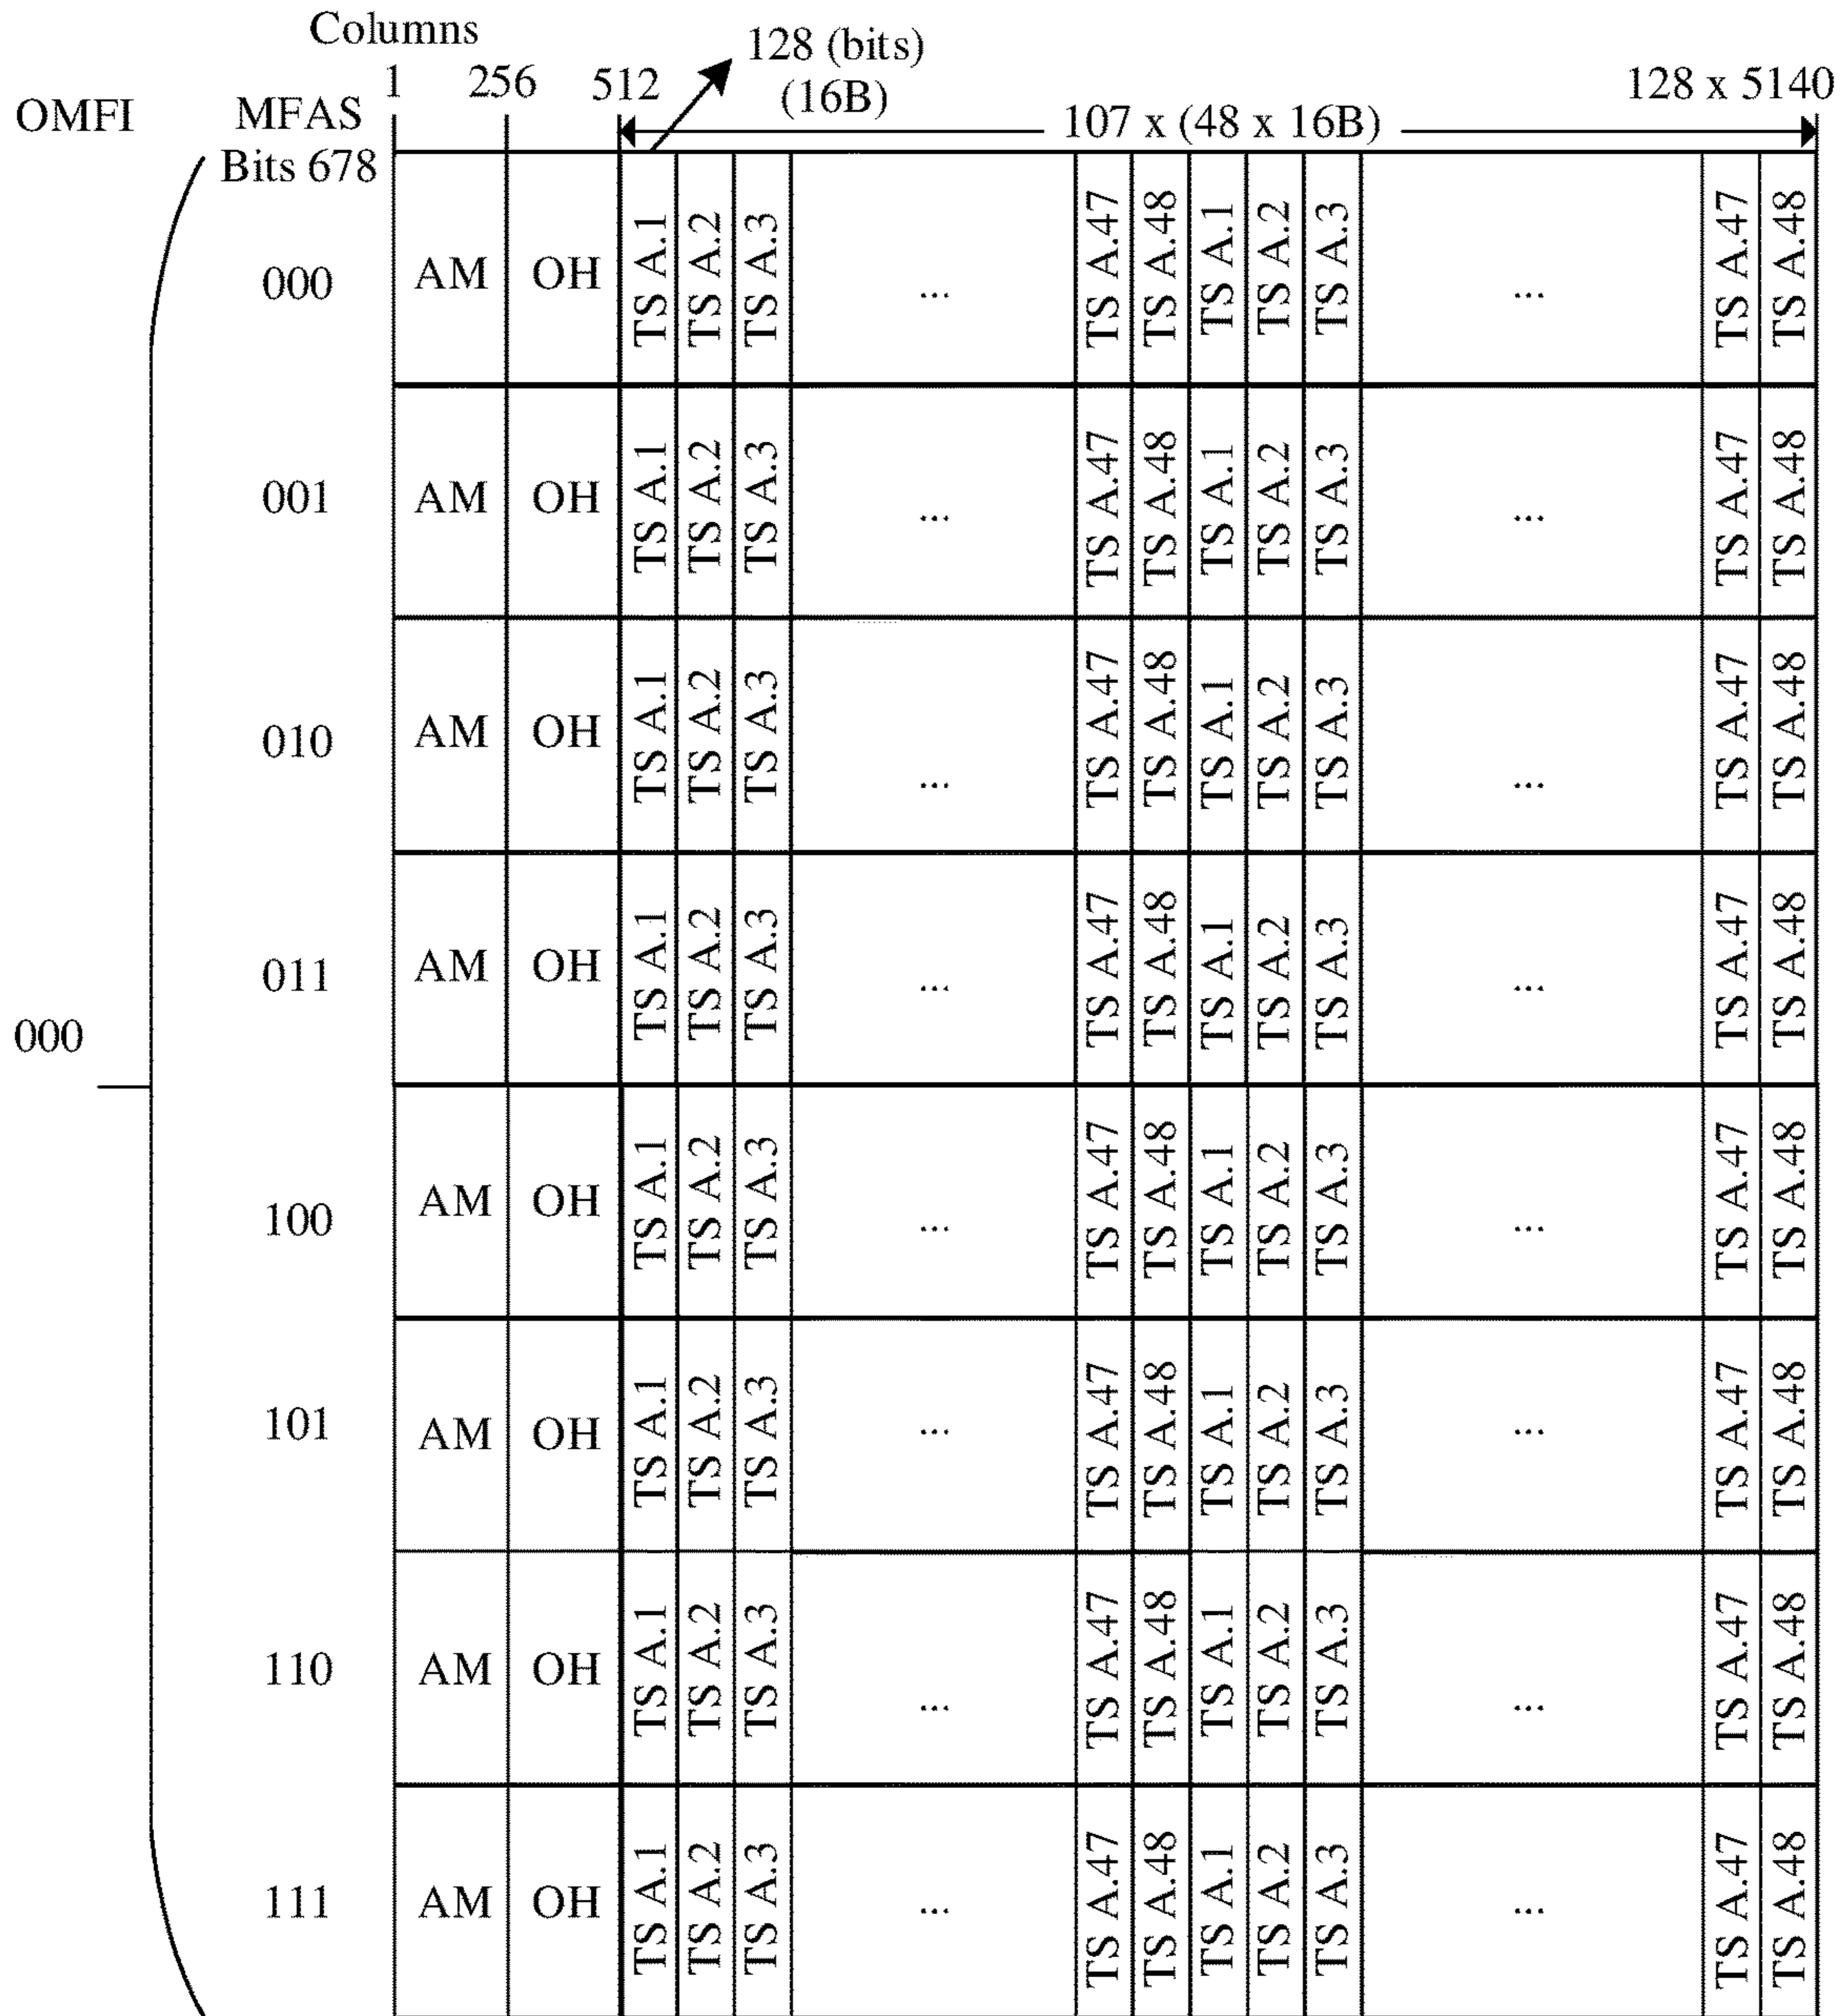 Columns
128 (bits)
(16B)
1 256 512 128 x 5140
OMFI MFAS 107 x (48 x 16B)
Bits 678
000 AM OH TS A.1 TS A.2 TS A.3 ... TS A.47 TS A.48 TS A.1 TS A.2 TS A.3 ... TS A.47 TS A.48
001 AM OH TS A.1 TS A.2 TS A.3 ... TS A.47 TS A.48 TS A.1 TS A.2 TS A.3 ... TS A.47 TS A.48
010 AM OH TS A.1 TS A.2 TS A.3 ... TS A.47 TS A.48 TS A.1 TS A.2 TS A.3 ... TS A.47 TS A.48
011 AM OH TS A.1 TS A.2 TS A.3 ... TS A.47 TS A.48 TS A.1 TS A.2 TS A.3 ... TS A.47 TS A.48
000
100 AM OH TS A.1 TS A.2 TS A.3 ... TS A.47 TS A.48 TS A.1 TS A.2 TS A.3 ... TS A.47 TS A.48
101 AM OH TS A.1 TS A.2 TS A.3 ... TS A.47 TS A.48 TS A.1 TS A.2 TS A.3 ... TS A.47 TS A.48
110 AM OH TS A.1 TS A.2 TS A.3 ... TS A.47 TS A.48 TS A.1 TS A.2 TS A.3 ... TS A.47 TS A.48
111 AM OH TS A.1 TS A.2 TS A.3 ... TS A.47 TS A.48 TS A.1 TS A.2 TS A.3 ... TS A.47 TS A.48